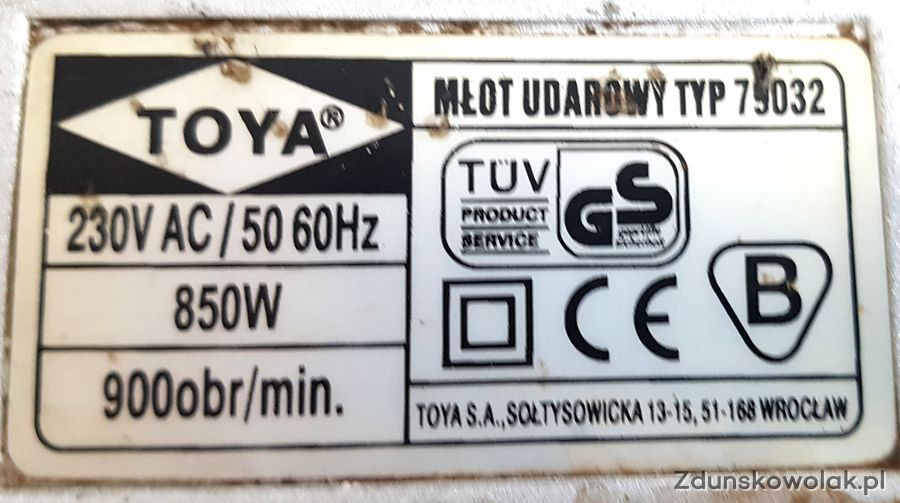 TOYA®
230V AC / 50 60Hz
850W
900obr/min.
MŁOT UDAROWY TYP 79032
TÜV
PRODUCT
SERVICE
GS
CE
B
TOYA S.A., SOŁTYSOWICKA 13-15, 51-168 WROCŁAW
Zdunskowolak.pl